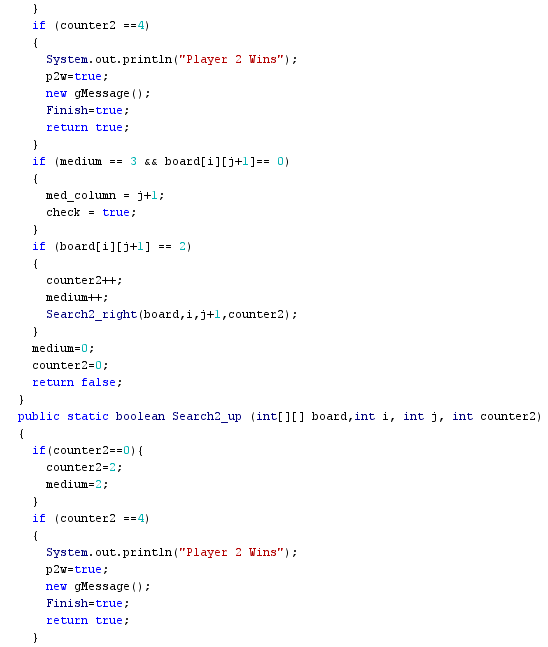 }
    if (counter2 ==4)
    {
      System.out.println("Player 2 Wins");
      p2w=true;
      new gMessage();
      Finish=true;
      return true;
    }
    if (medium == 3 && board[i][j+1]== 0)
    {
      med_column = j+1;
      check = true;
    }
    if (board[i][j+1] == 2)
    {
      counter2++;
      medium++;
      Search2_right(board,i,j+1,counter2);
    }
    medium=0;
    counter2=0;
    return false;
  }
  public static boolean Search2_up (int[][] board,int i, int j, int counter2)
  {
    if(counter2==0){
      counter2=2;
      medium=2;
    }
    if (counter2 ==4)
    {
      System.out.println("Player 2 Wins");
      p2w=true;
      new gMessage();
      Finish=true;
      return true;
    }